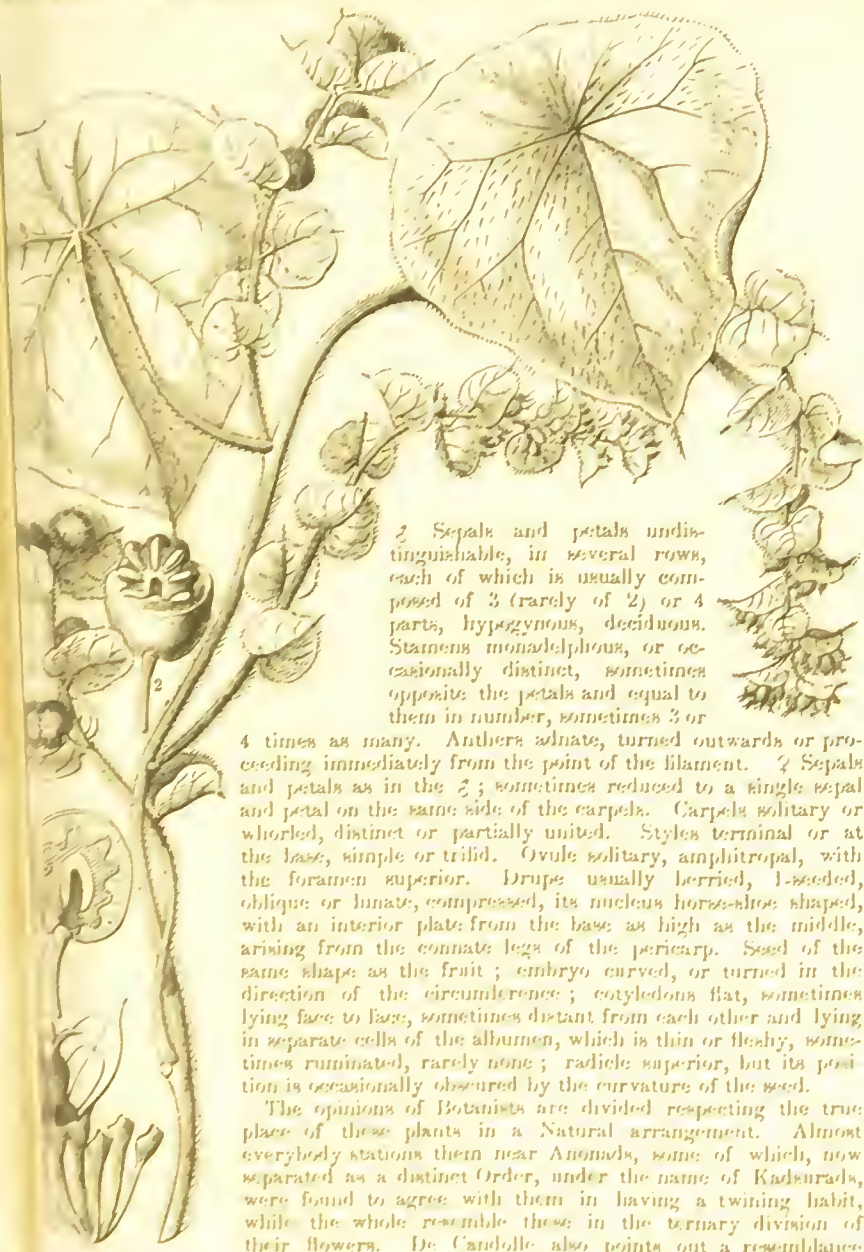 ♂ Sepals and petals undis-
tinguishable, in several rows,
each of which is usually com-
posed of 3 (rarely of 2) or 4
parts, hypogynous, deciduous.
Stamens monadelphous, or oc-
casionally distinct, sometimes
opposite the petals and equal to
them in number, sometimes 3 or
4 times as many. Anthers adnate, turned outwards or pro-
ceeding immediately from the point of the filament. ♀ Sepals
and petals as in the ♂ ; sometimes reduced to a single sepal
and petal on the same side of the carpels. Carpels solitary or
whorled, distinct or partially united. Styles terminal or at
the base, simple or trifid. Ovule solitary, amphitropal, with
the foramen superior. Drupe usually berried, 1-seeded,
oblique or lunate, compressed, its nucleus horse-shoe shaped,
with an interior plate from the base as high as the middle,
arising from the connate legs of the pericarp. Seed of the
same shape as the fruit ; embryo curved, or turned in the
direction of the circumference ; cotyledons flat, sometimes
lying face to face, sometimes distant from each other and lying
in separate cells of the albumen, which is thin or fleshy, some-
times ruminated, rarely none ; radicle superior, but its posi-
tion is occasionally obscured by the curvature of the seed.
The opinions of Botanists are divided respecting the true
place of these plants in a Natural arrangement. Almost
everybody stations them near Anonads, some of which, now
separated as a distinct Order, under the name of Kadsurads,
were found to agree with them in having a twining habit,
while the whole resemble these in the ternary division of
their flowers. De Candolle also points out a resemblance
2